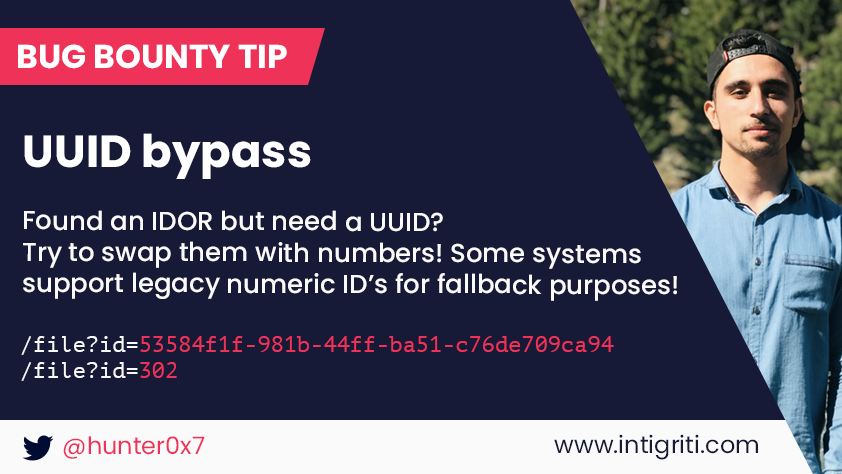 BUG BOUNTY TIP
UUID bypass
Found an IDOR but need a UUID?
Try to swap them with numbers! Some systems
support legacy numeric ID’s for fallback purposes!
/file?id=53584f1f-981b-44ff-ba51-c76de709ca94
/file?id=302
@hunter0x7
www.intigriti.com